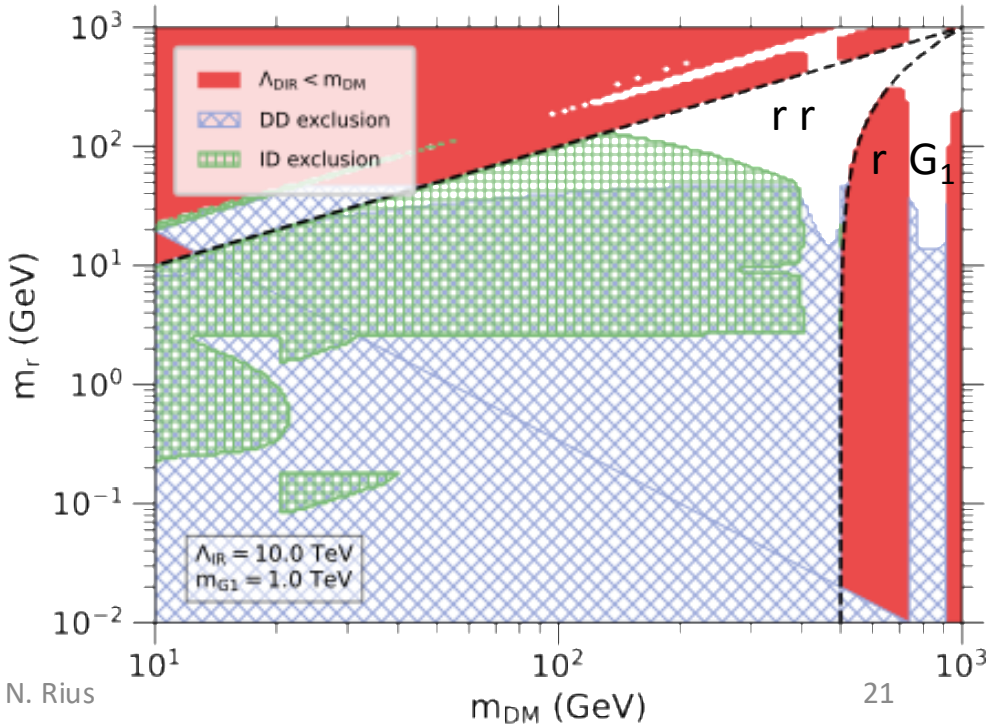 10³
10²
10¹
10⁰
10⁻¹
10⁻²
mᵣ (GeV)
Λ_DIR < m_DM
DD exclusion
ID exclusion
r r
r G₁
Λ_IR = 10.0 TeV
m_G1 = 1.0 TeV
10¹
10²
10³
m_DM (GeV)
N. Rius
21